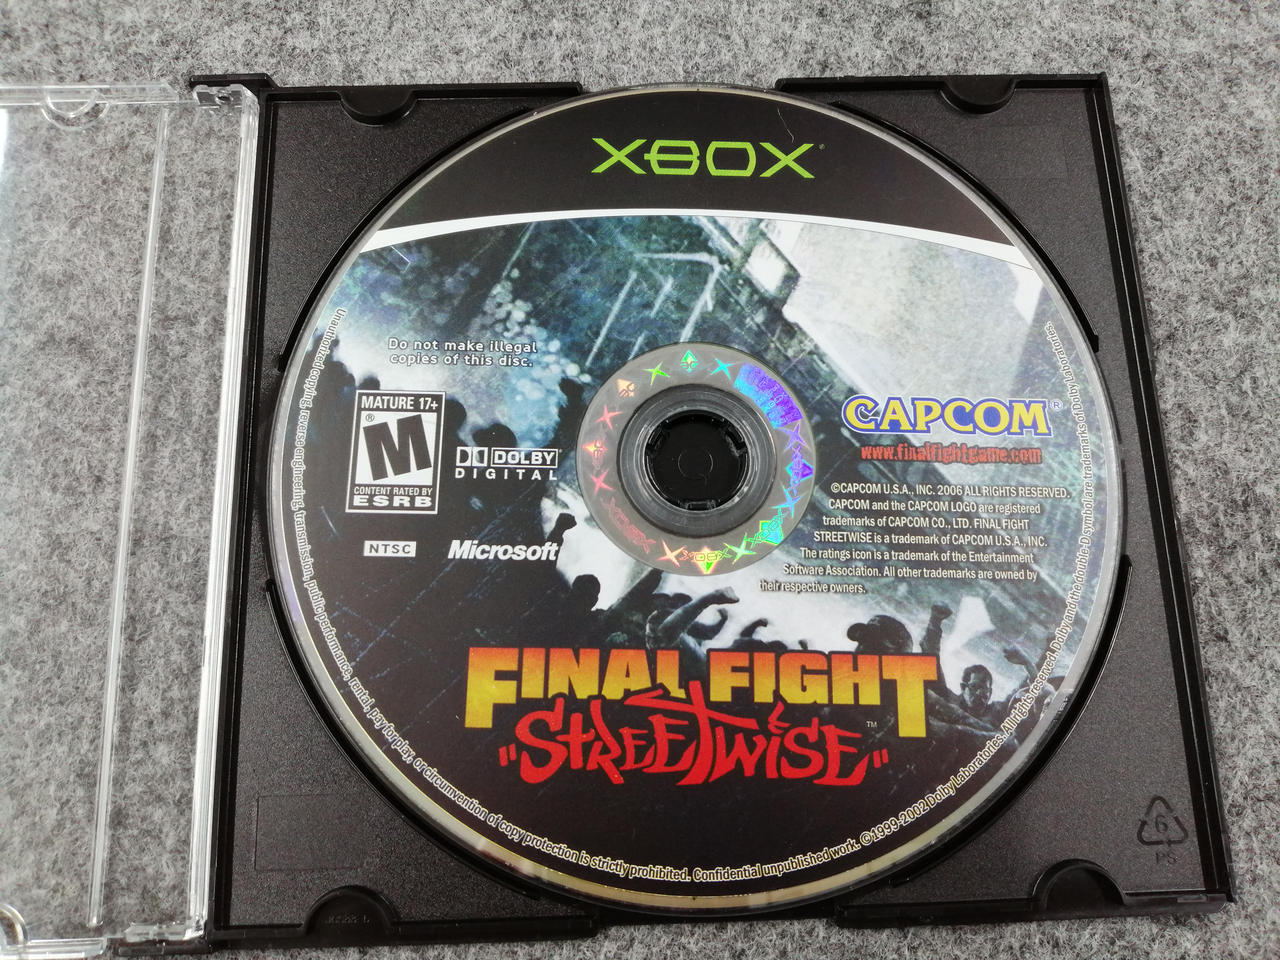 XBOX®
Do not make illegal
copies of this disc.
MATURE 17+
M®
CONTENT RATED BY
ESRB
DOLBY
DIGITAL
NTSC
Microsoft
CAPCOM®
www.finalfightgame.com
©CAPCOM U.S.A., INC. 2006 ALL RIGHTS RESERVED.
CAPCOM and the CAPCOM LOGO are registered
trademarks of CAPCOM CO., LTD. FINAL FIGHT
STREETWISE is a trademark of CAPCOM U.S.A., INC.
The ratings icon is a trademark of the Entertainment
Software Association. All other trademarks are owned by
their respective owners.
FINAL FIGHT
"STREETWISE"™
Unauthorized copying, reverse engineering, transmission, public performance, rental, pay for play, or circumvention of copy protection is strictly prohibited. Confidential unpublished work. ©1999-2002 Dolby Laboratories. All rights reserved. Dolby and the double-D symbol are trademarks of Dolby Laboratories.
XBOX
6
PS